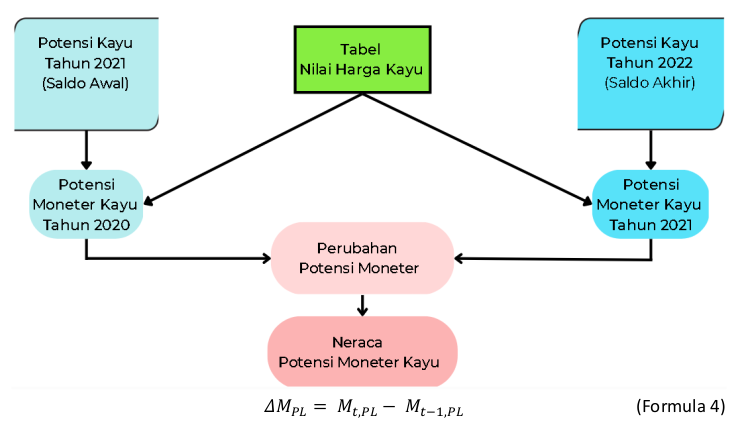 Potensi Kayu
Tahun 2021
(Saldo Awal)
Tabel
Nilai Harga Kayu
Potensi Kayu
Tahun 2022
(Saldo Akhir)
Potensi
Moneter Kayu
Tahun 2020
Potensi
Moneter Kayu
Tahun 2021
Perubahan
Potensi Moneter
Neraca
Potensi Moneter Kayu
ΔM_{PL} = M_{t,PL} − M_{t−1,PL} (Formula 4)